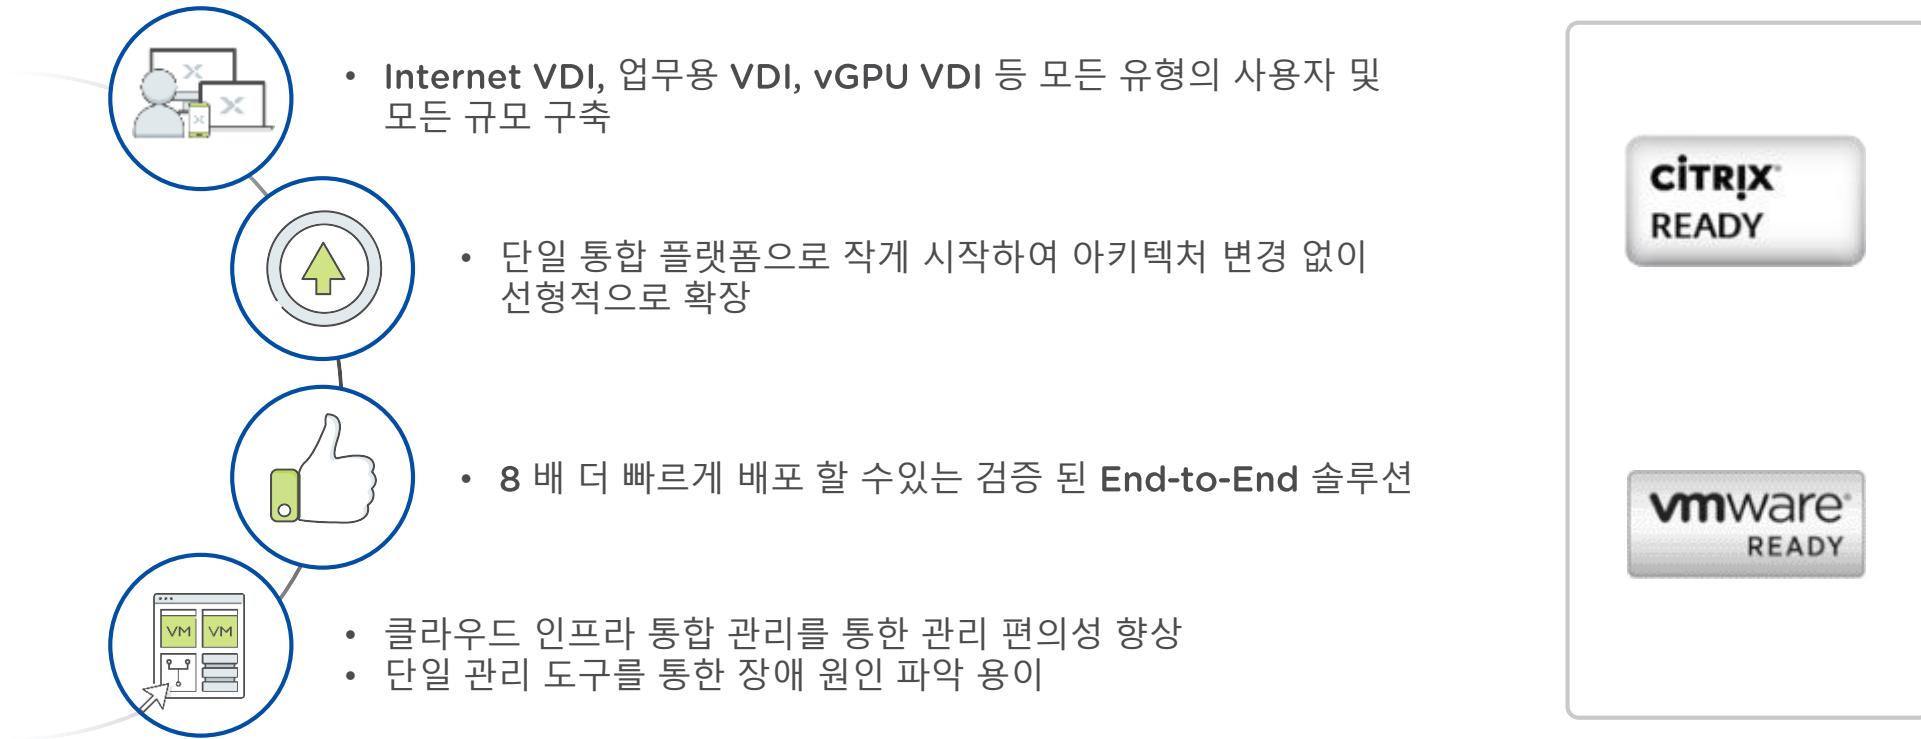 • Internet VDI, 업무용 VDI, vGPU VDI 등 모든 유형의 사용자 및
모든 규모 구축
• 단일 통합 플랫폼으로 작게 시작하여 아키텍처 변경 없이
선형적으로 확장
• 8 배 더 빠르게 배포 할 수있는 검증 된 End-to-End 솔루션
VM VM
• 클라우드 인프라 통합 관리를 통한 관리 편의성 향상
• 단일 관리 도구를 통한 장애 원인 파악 용이
CİTRIX
READY
vmware
READY